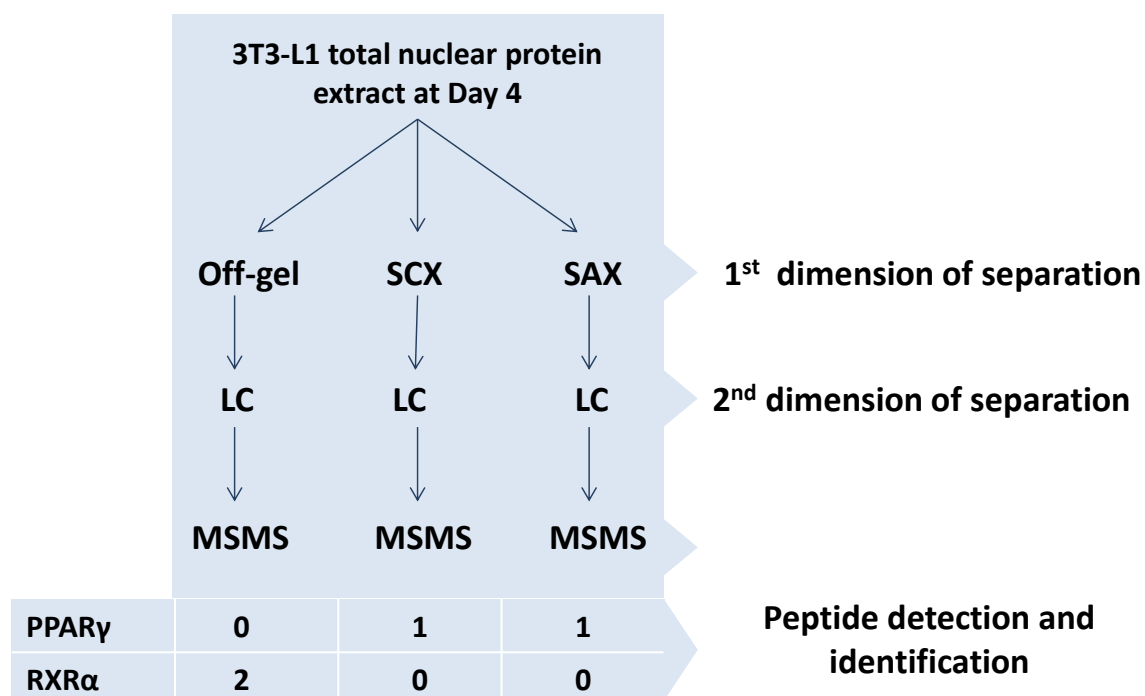 3T3-L1 total nuclear protein
extract at Day 4
Off-gel SCX SAX
1st dimension of separation
LC LC LC
2nd dimension of separation
MSMS MSMS MSMS
PPARγ 0 1 1
RXRα 2 0 0
Peptide detection and
identification